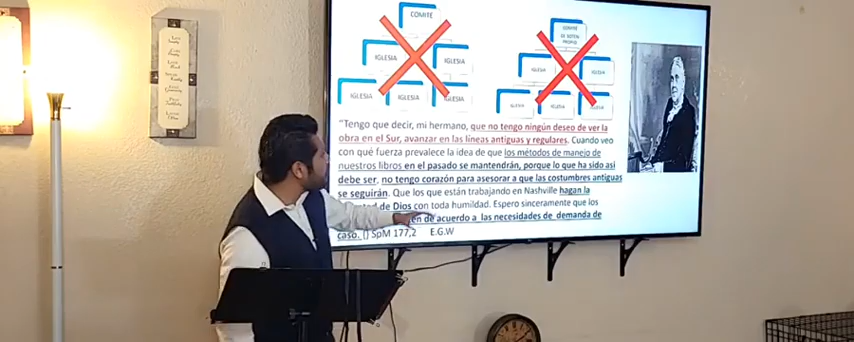 COMITÉ
IGLESIA
IGLESIA
IGLESIA
IGLESIA
IGLESIA
COMITÉ
DE SOSTÉN
PROPIO
IGLESIA
IGLESIA
IGLESIA
IGLESIA
IGLESIA
"Tengo que decir, mi hermano, que no tengo ningún deseo de ver la
obra en el Sur, avanzar en las líneas antiguas y regulares. Cuando veo
con qué fuerza prevalece la idea de que los métodos de manejo de
nuestros libros en el pasado se mantendrán, porque lo que ha sido así
debe ser, no tengo corazón para asesorar a que las costumbres antiguas
se seguirán. Que los que están trabajando en Nashville hagan la
de Dios con toda humildad. Espero sinceramente que los
de acuerdo a las necesidades de demanda de
caso. () SpM 177,2 E.G.W